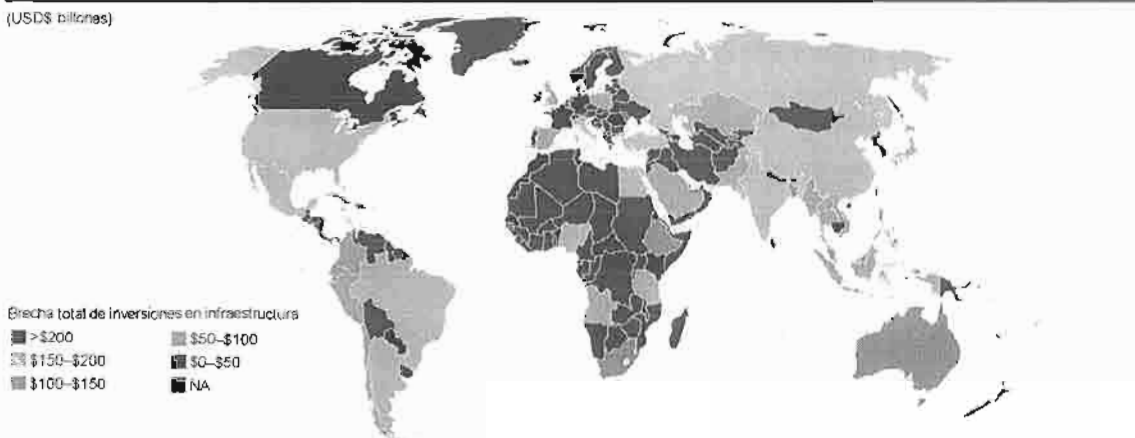 (USD$ billones)
Brecha total de inversiones en infraestructura
>$200
$50–$100
$150–$200
$0–$50
$100–$150
NA